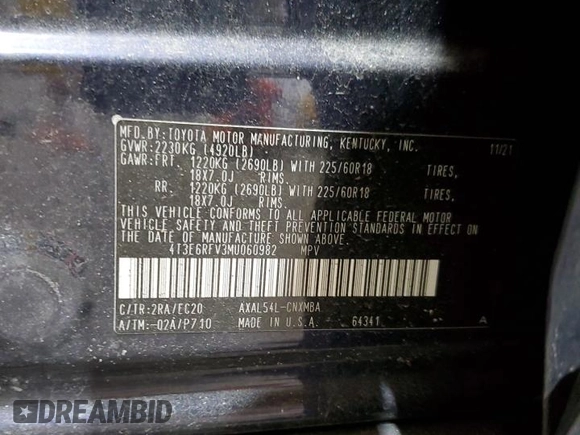 MFD.BY:TOYOTA MOTOR MANUFACTURING, KENTUCKY, INC.
GVWR:2230KG (4920LB) 11/21
GAWR:FRT. 1220KG (2690LB) WITH 225/60R18 TIRES,
18X7.0J RIMS.
RR. 1220KG (2690LB) WITH 225/60R18 TIRES,
18X7.0J RIMS.
THIS VEHICLE CONFORMS TO ALL APPLICABLE FEDERAL MOTOR
VEHICLE SAFETY AND THEFT PREVENTION STANDARDS IN EFFECT ON
THE DATE OF MANUFACTURE SHOWN ABOVE.
4T3E6RFV3MU060982 MPV
C/TR:2RA/EC20 AXAL54L-CNXMBA
A/TM:-02A/P710 64341 A
DREAMBID